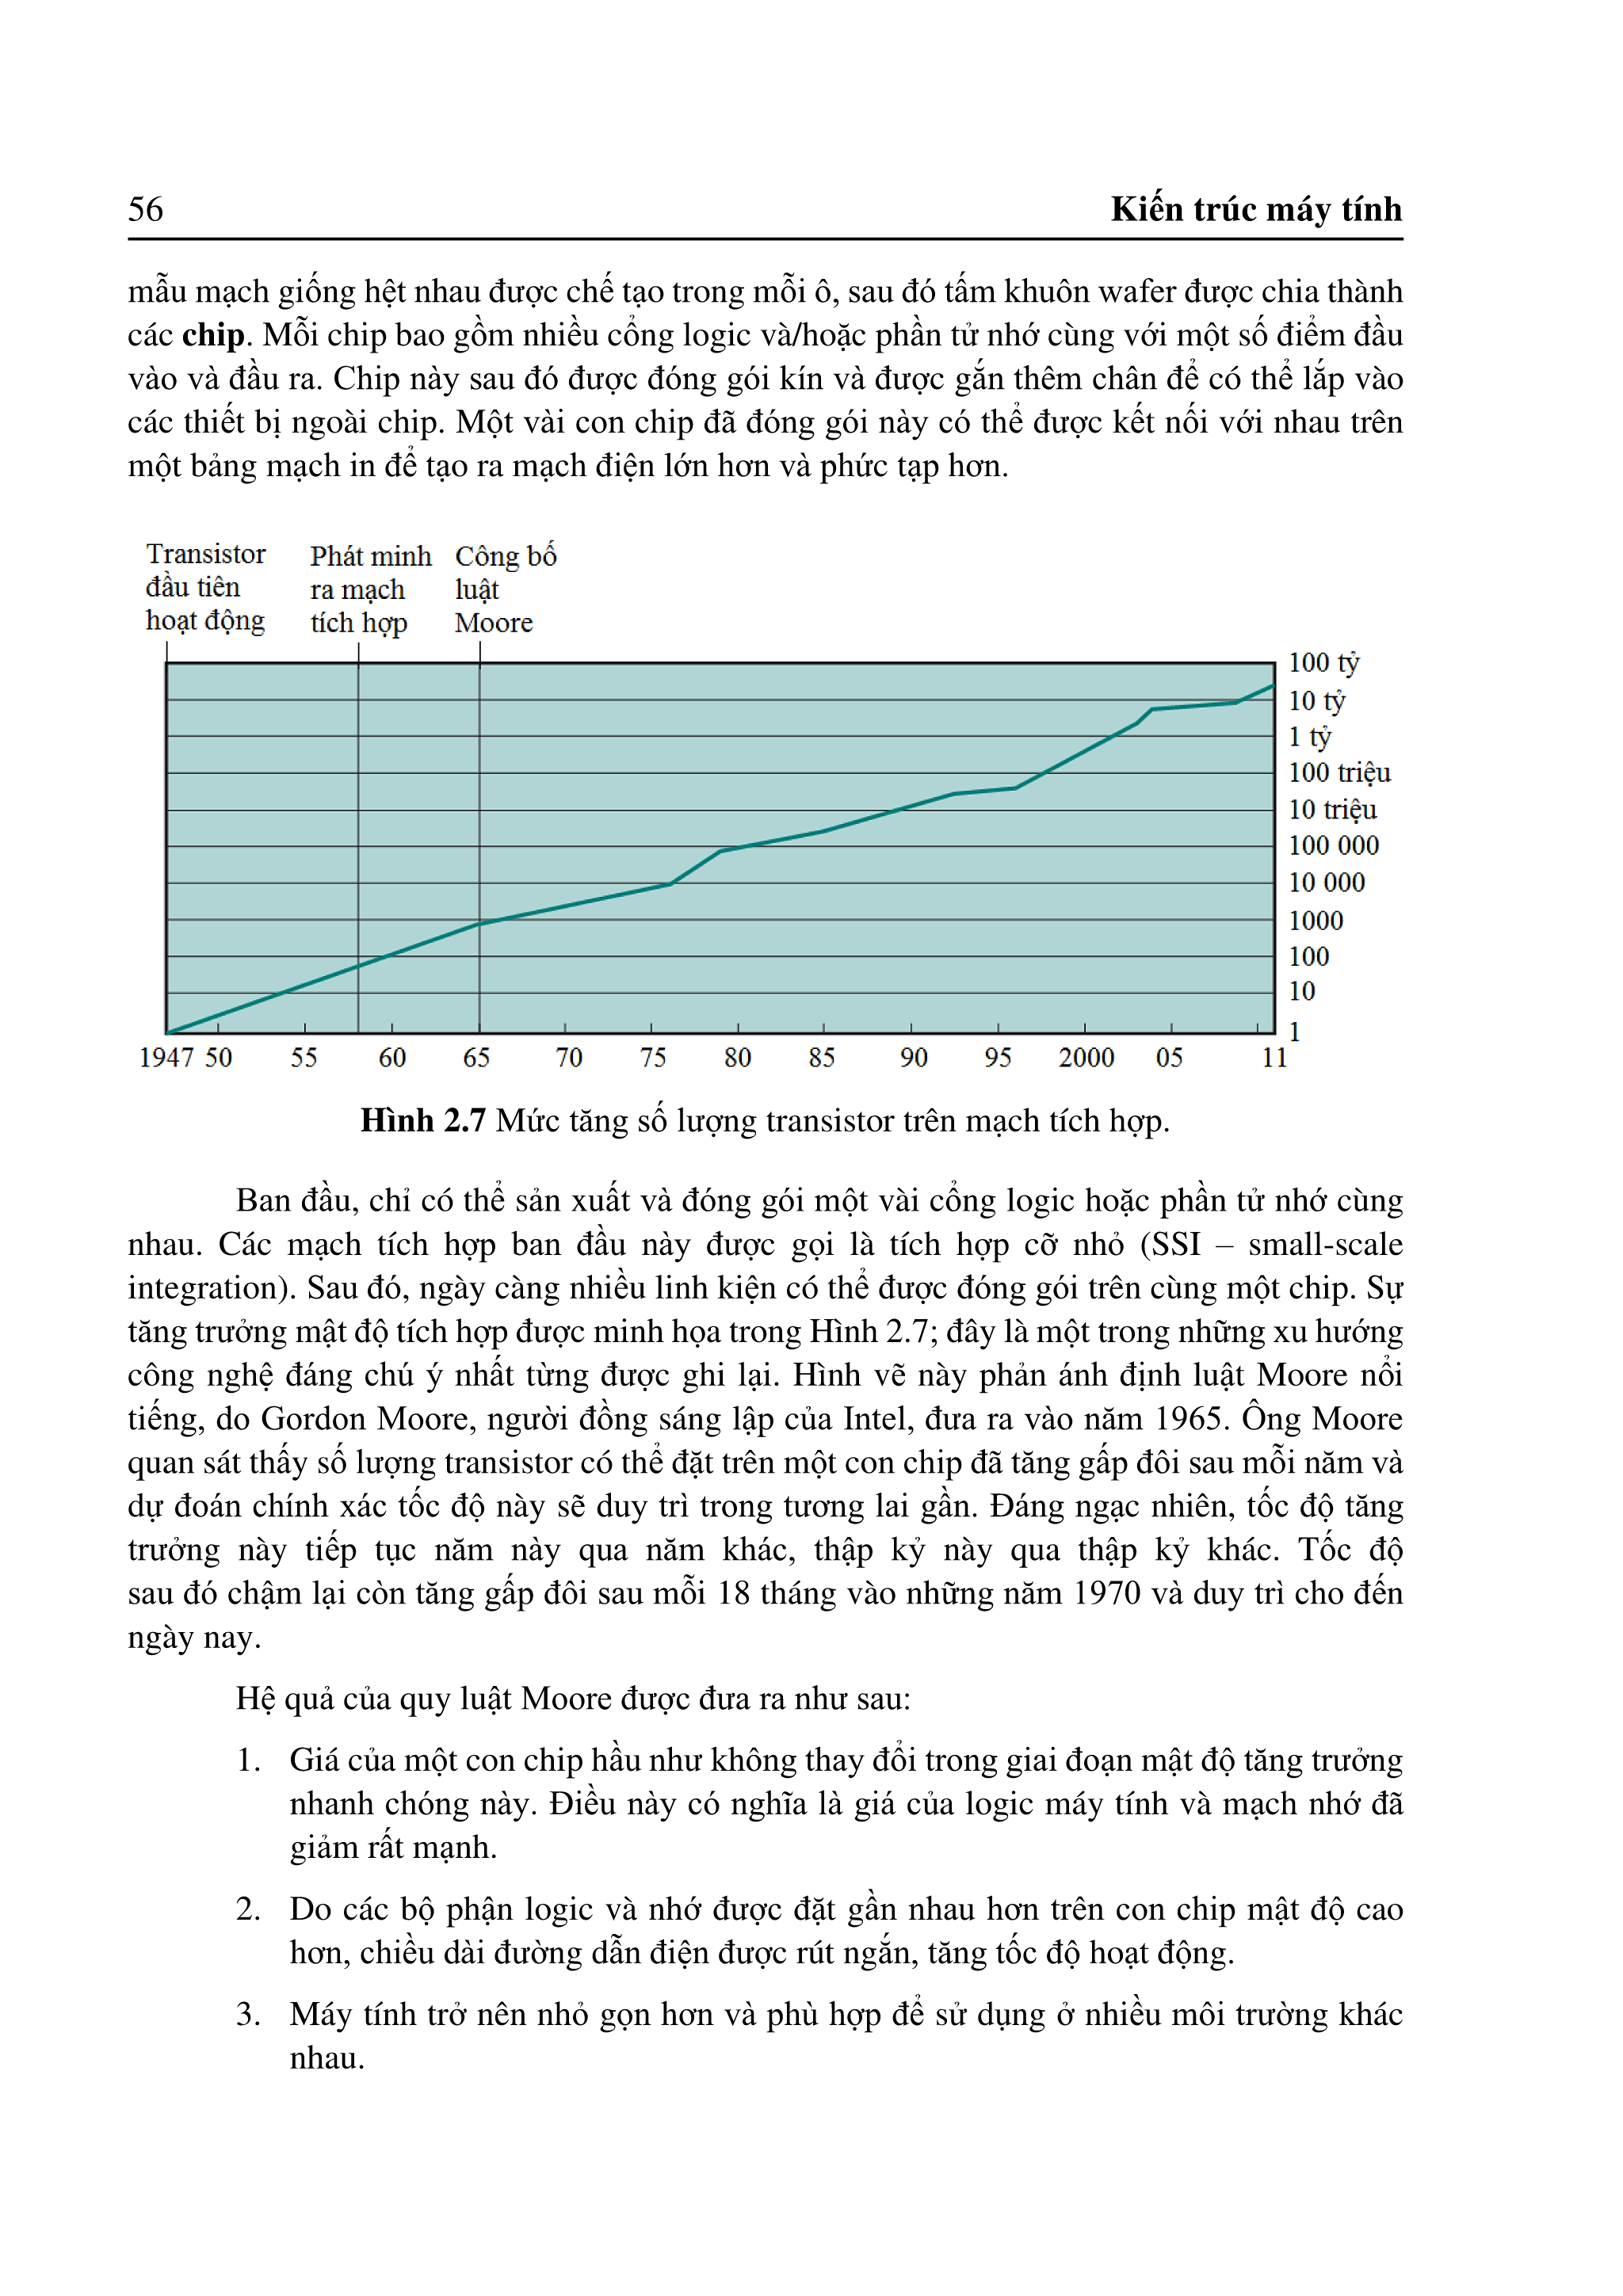 56 Kiến trúc máy tính
mẫu mạch giống hệt nhau được chế tạo trong mỗi ô, sau đó tấm khuôn wafer được chia thành
các chip. Mỗi chip bao gồm nhiều cổng logic và/hoặc phần tử nhớ cùng với một số điểm đầu
vào và đầu ra. Chip này sau đó được đóng gói kín và được gắn thêm chân để có thể lắp vào
các thiết bị ngoài chip. Một vài con chip đã đóng gói này có thể được kết nối với nhau trên
một bảng mạch in để tạo ra mạch điện lớn hơn và phức tạp hơn.
Transistor
đầu tiên
hoạt động
Phát minh
ra mạch
tích hợp
Công bố
luật
Moore
100 tỷ
10 tỷ
1 tỷ
100 triệu
10 triệu
100 000
10 000
1000
100
10
1
1947 50 55 60 65 70 75 80 85 90 95 2000 05 11
Hình 2.7 Mức tăng số lượng transistor trên mạch tích hợp.
Ban đầu, chỉ có thể sản xuất và đóng gói một vài cổng logic hoặc phần tử nhớ cùng
nhau. Các mạch tích hợp ban đầu này được gọi là tích hợp cỡ nhỏ (SSI – small-scale
integration). Sau đó, ngày càng nhiều linh kiện có thể được đóng gói trên cùng một chip. Sự
tăng trưởng mật độ tích hợp được minh họa trong Hình 2.7; đây là một trong những xu hướng
công nghệ đáng chú ý nhất từng được ghi lại. Hình vẽ này phản ánh định luật Moore nổi
tiếng, do Gordon Moore, người đồng sáng lập của Intel, đưa ra vào năm 1965. Ông Moore
quan sát thấy số lượng transistor có thể đặt trên một con chip đã tăng gấp đôi sau mỗi năm và
dự đoán chính xác tốc độ này sẽ duy trì trong tương lai gần. Đáng ngạc nhiên, tốc độ tăng
trưởng này tiếp tục năm này qua năm khác, thập kỷ này qua thập kỷ khác. Tốc độ
sau đó chậm lại còn tăng gấp đôi sau mỗi 18 tháng vào những năm 1970 và duy trì cho đến
ngày nay.
Hệ quả của quy luật Moore được đưa ra như sau:
1. Giá của một con chip hầu như không thay đổi trong giai đoạn mật độ tăng trưởng
nhanh chóng này. Điều này có nghĩa là giá của logic máy tính và mạch nhớ đã
giảm rất mạnh.
2. Do các bộ phận logic và nhớ được đặt gần nhau hơn trên con chip mật độ cao
hơn, chiều dài đường dẫn điện được rút ngắn, tăng tốc độ hoạt động.
3. Máy tính trở nên nhỏ gọn hơn và phù hợp để sử dụng ở nhiều môi trường khác
nhau.